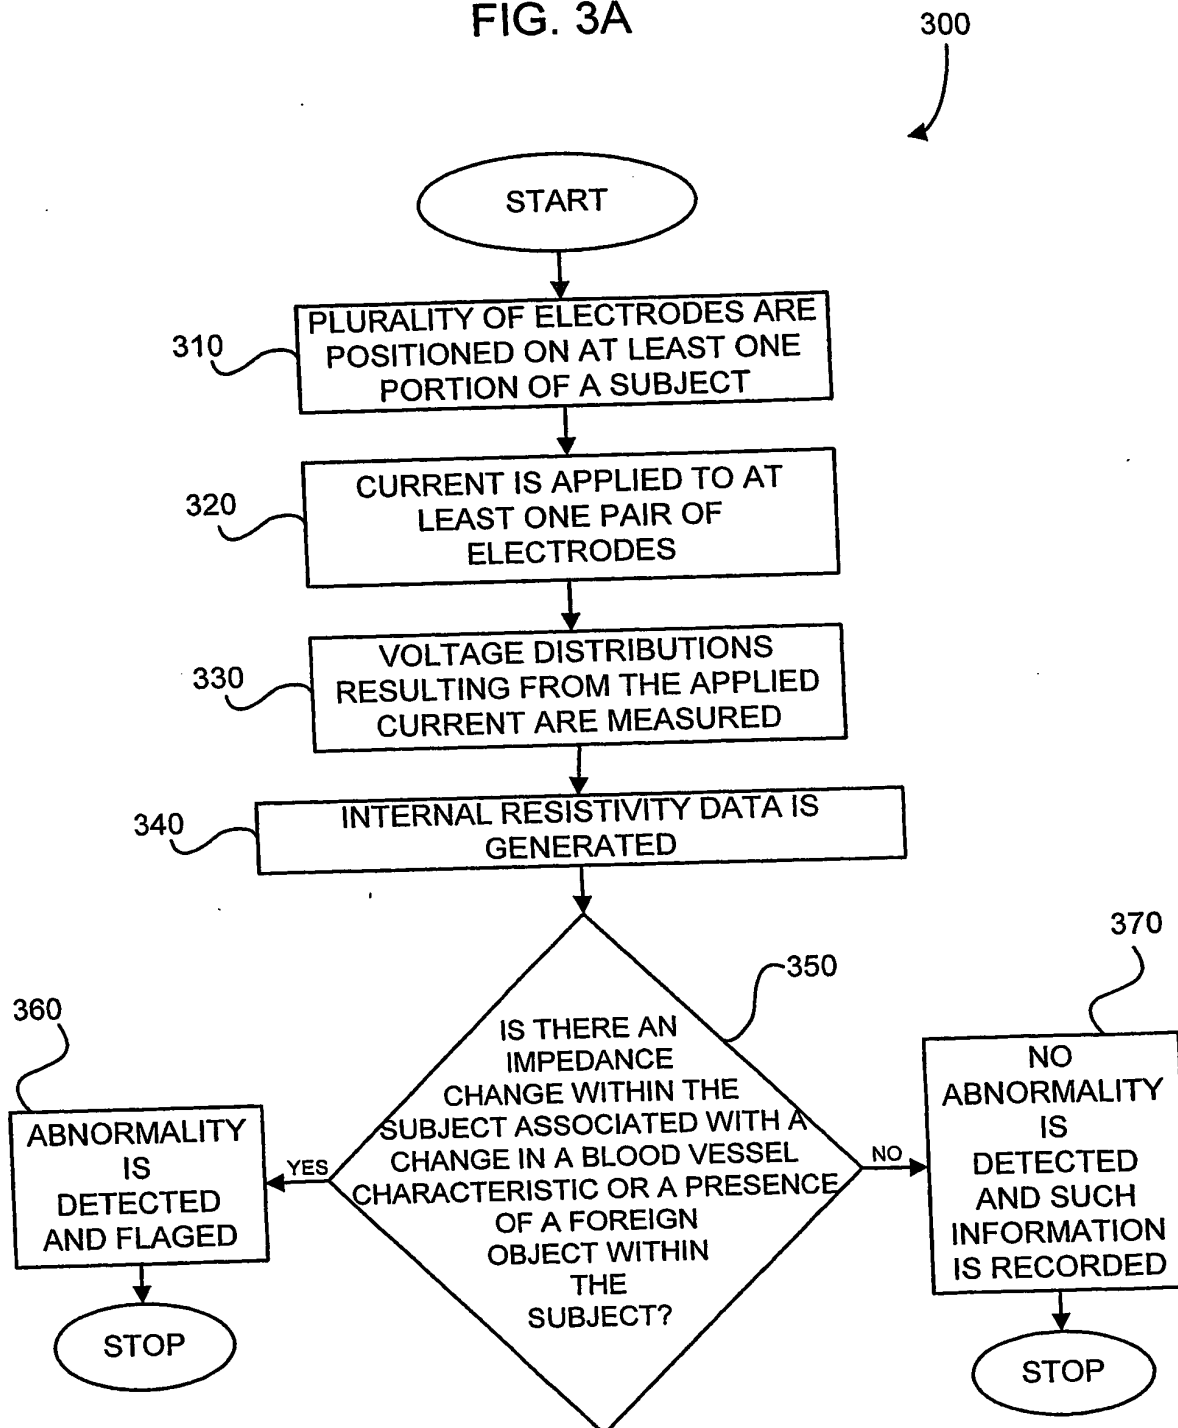 FIG. 3A
300
START
310
PLURALITY OF ELECTRODES ARE
POSITIONED ON AT LEAST ONE
PORTION OF A SUBJECT
320
CURRENT IS APPLIED TO AT
LEAST ONE PAIR OF
ELECTRODES
330
VOLTAGE DISTRIBUTIONS
RESULTING FROM THE APPLIED
CURRENT ARE MEASURED
340
INTERNAL RESISTIVITY DATA IS
GENERATED
350
IS THERE AN
IMPEDANCE
CHANGE WITHIN THE
SUBJECT ASSOCIATED WITH A
CHANGE IN A BLOOD VESSEL
CHARACTERISTIC OR A PRESENCE
OF A FOREIGN
OBJECT WITHIN
THE
SUBJECT?
YES
360
ABNORMALITY
IS
DETECTED
AND FLAGED
STOP
NO
370
NO
ABNORMALITY
IS
DETECTED
AND SUCH
INFORMATION
IS RECORDED
STOP